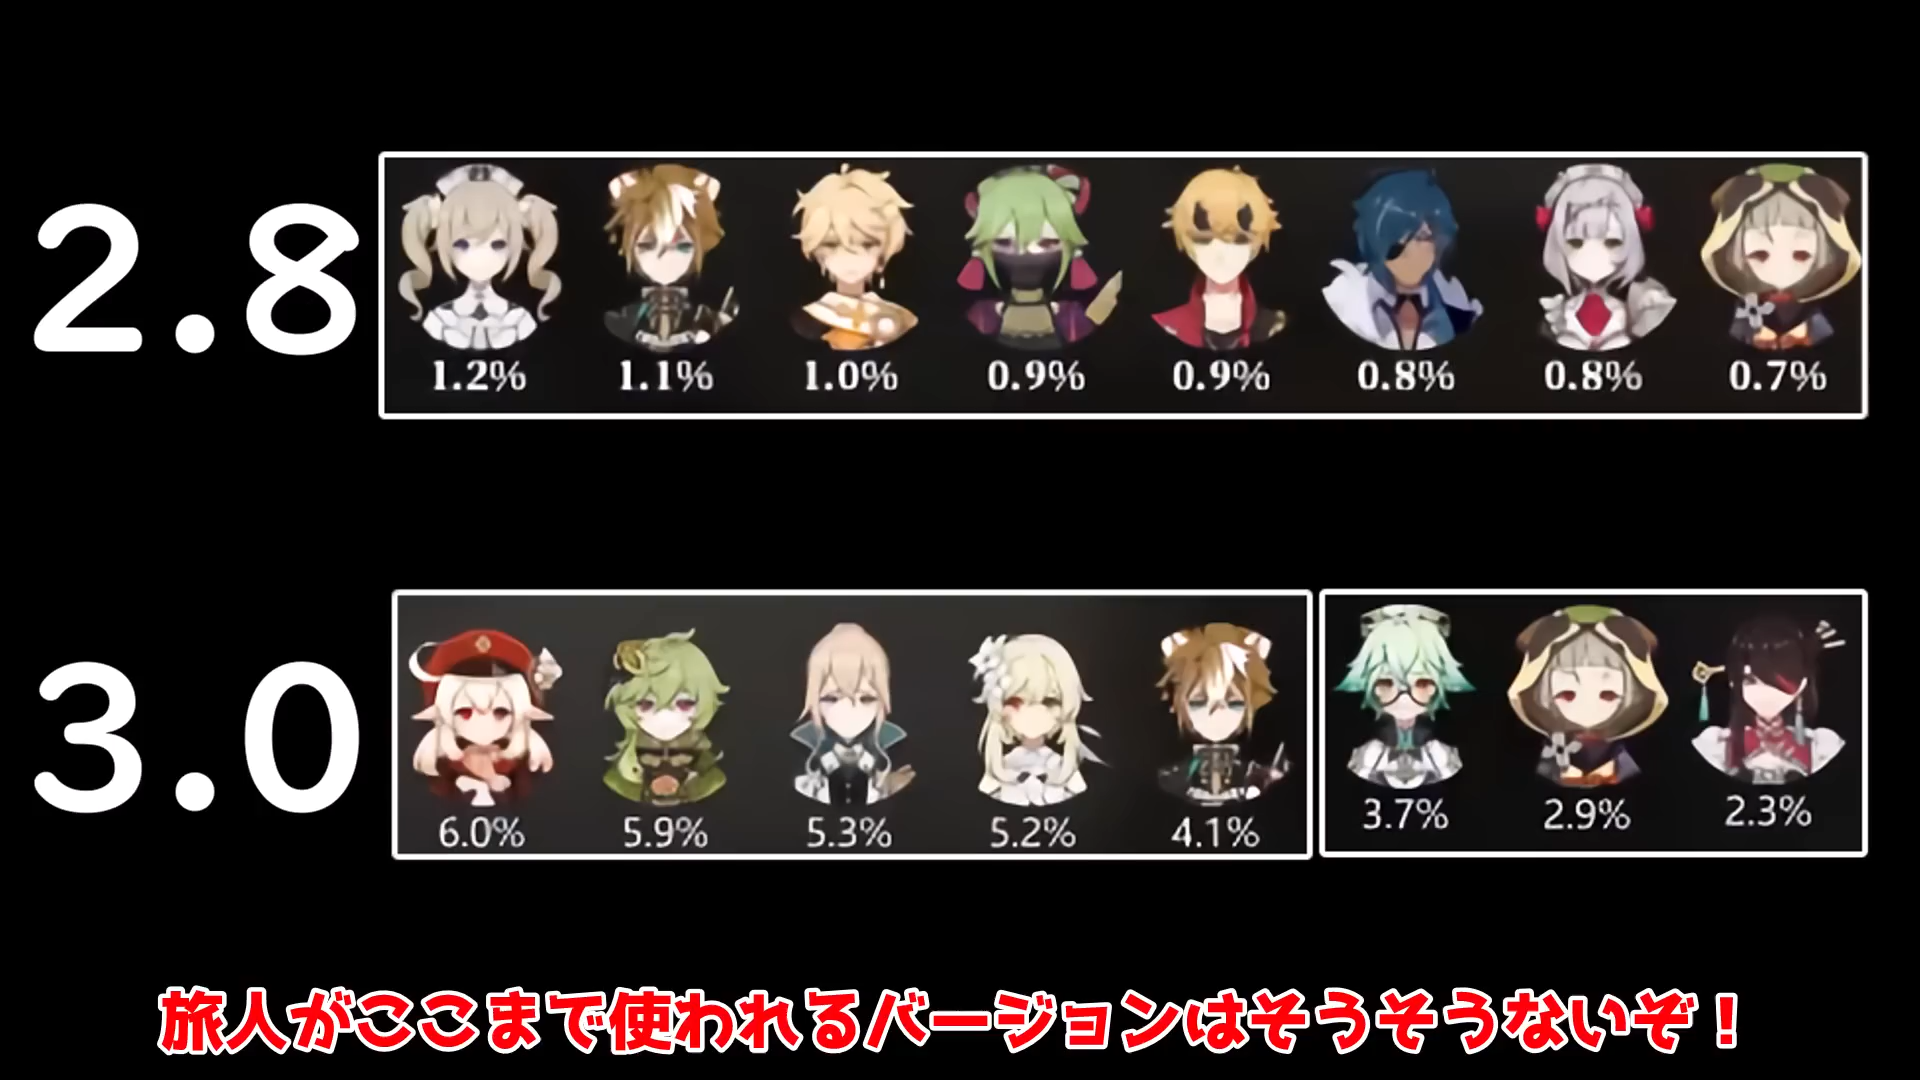 2.8
1.2% 1.1% 1.0% 0.9% 0.9% 0.8% 0.8% 0.7%
3.0
6.0% 5.9% 5.3% 5.2% 4.1% 3.7% 2.9% 2.3%
旅人がここまで使われるバージョンはそうそうないぞ！